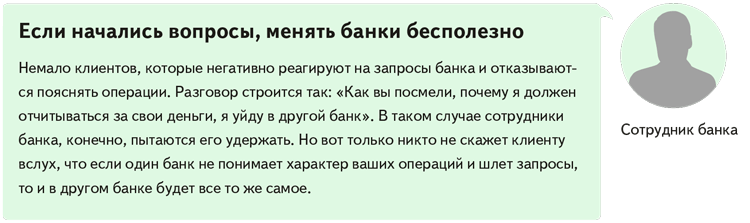 Если начались вопросы, менять банки бесполезно
Немало клиентов, которые негативно реагируют на запросы банка и отказывают-
ся пояснять операции. Разговор строится так: «Как вы посмели, почему я должен
отчитываться за свои деньги, я уйду в другой банк». В таком случае сотрудники
банка, конечно, пытаются его удержать. Но вот только никто не скажет клиенту
вслух, что если один банк не понимает характер ваших операций и шлет запросы,
то и в другом банке будет все то же самое.
Сотрудник банка